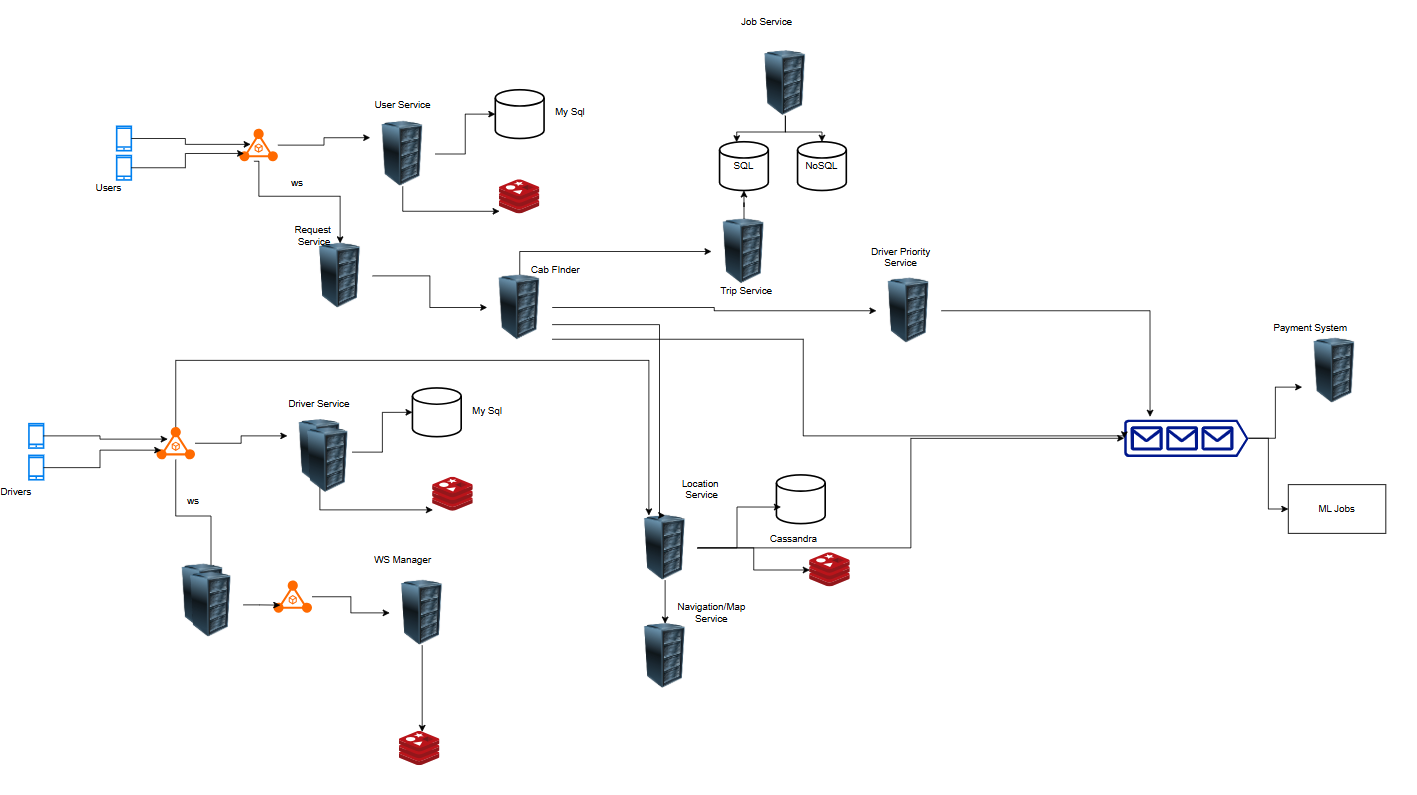 Job Service
User Service
My Sql
SQL
NoSQL
Users
ws
Request
Service
Driver Priority
Service
Cab FInder
Trip Service
Payment System
Driver Service
My Sql
Drivers
ws
Location
Service
ML Jobs
Cassandra
WS Manager
Navigation/Map
Service